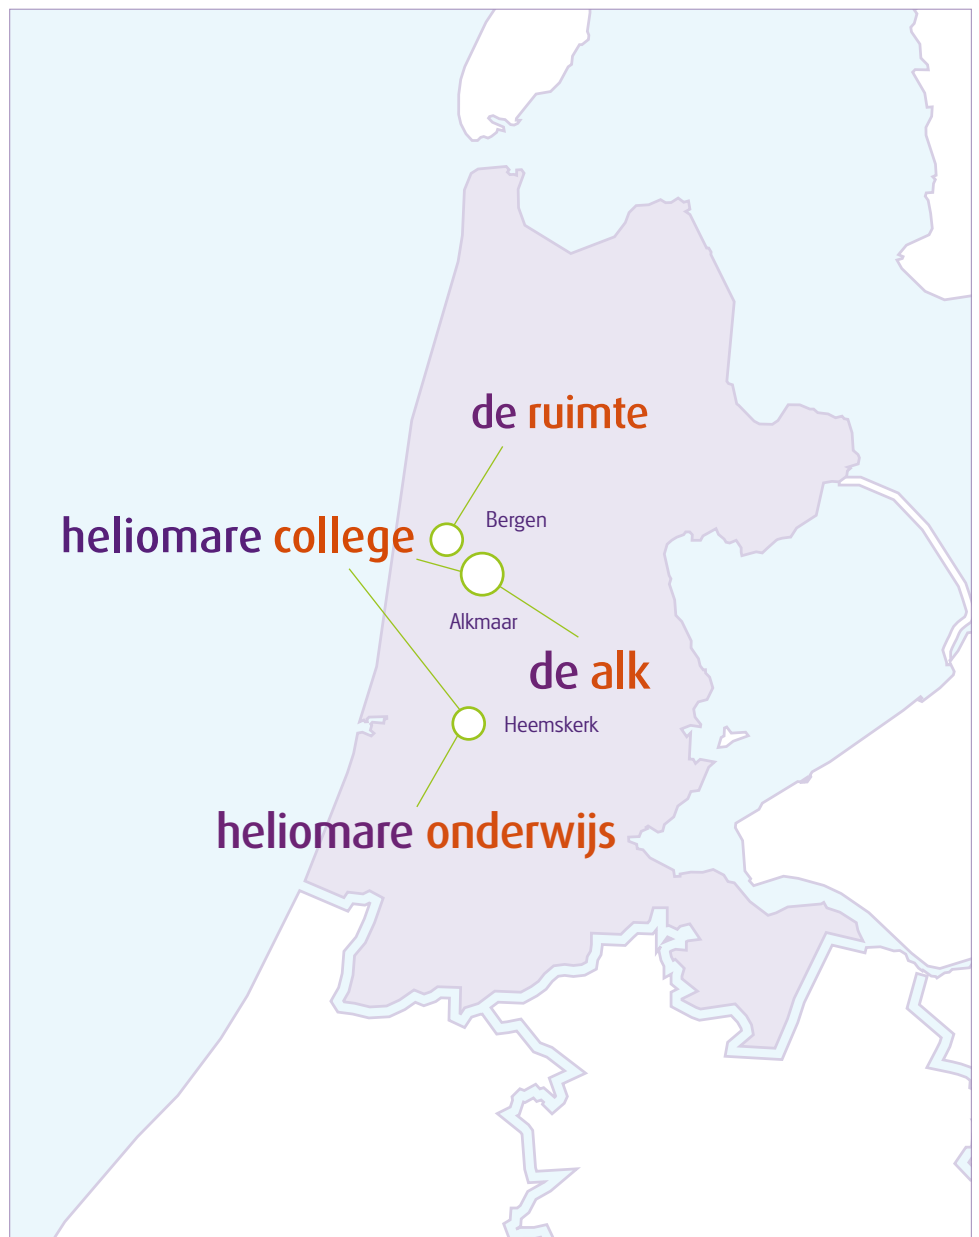 de ruimte
Bergen
heliomare college
Alkmaar
de alk
Heemskerk
heliomare onderwijs